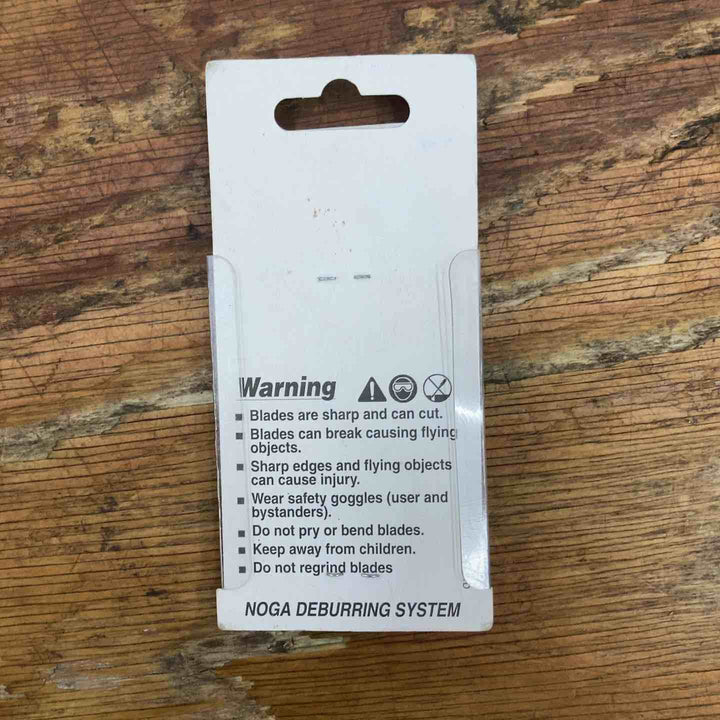 Warning
▪ Blades are sharp and can cut.
▪ Blades can break causing flying
objects.
▪ Sharp edges and flying objects
can cause injury.
▪ Wear safety goggles (user and
bystanders).
▪ Do not pry or bend blades.
▪ Keep away from children.
▪ Do not regrind blades
NOGA DEBURRING SYSTEM